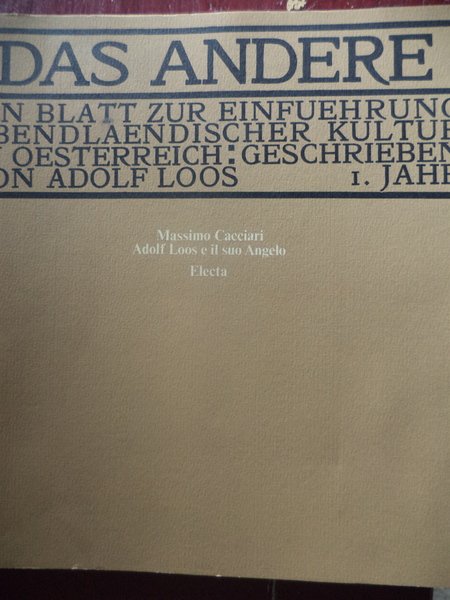 DAS ANDERE
N BLATT ZUR EINFUEHRUNG
BENDLAENDISCHER KULTUR
OESTERREICH: GESCHRIEBEN
ON ADOLF LOOS 1. JAHR
Massimo Cacciari
Adolf Loos e il suo Angelo
Electa